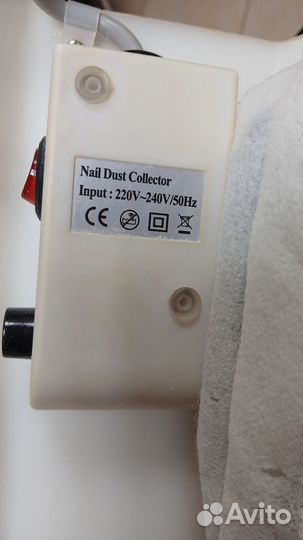 Nail Dust Collector
Input : 220V~240V/50Hz
CE
Avito